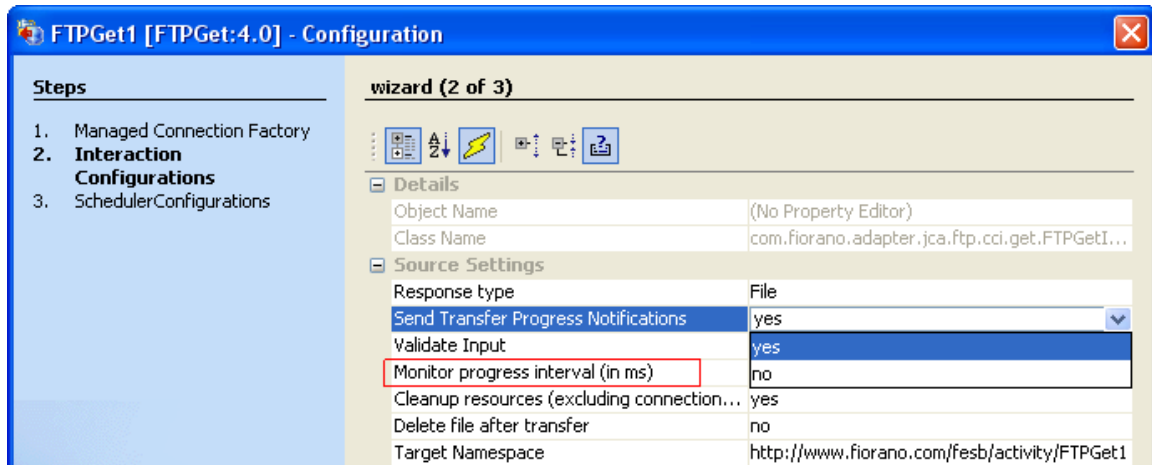 FTPGet1 [FTPGet:4.0] - Configuration
Steps
1. Managed Connection Factory
2. Interaction
Configurations
3. SchedulerConfigurations
wizard (2 of 3)
Details
Object Name (No Property Editor)
Class Name com.fiorano.adapter.jca.ftp.cci.get.FTPGetI...
Source Settings
Response type File
Send Transfer Progress Notifications yes
Validate Input yes
Monitor progress interval (in ms) no
Cleanup resources (excluding connection... yes
Delete file after transfer no
Target Namespace http://www.fiorano.com/fesb/activity/FTPGet1